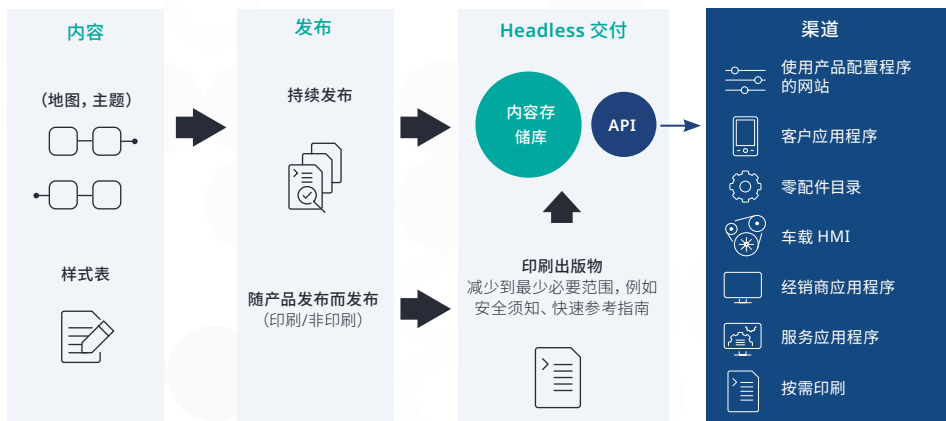 内容
(地图，主题)
样式表
发布
持续发布
随产品发布而发布
(印刷/非印刷)
Headless 交付
内容存
储库
API
印刷出版物
减少到最少必要范围，例如
安全须知、快速参考指南
渠道
使用产品配置程序
的网站
客户应用程序
零配件目录
车载 HMI
经销商应用程序
服务应用程序
按需印刷